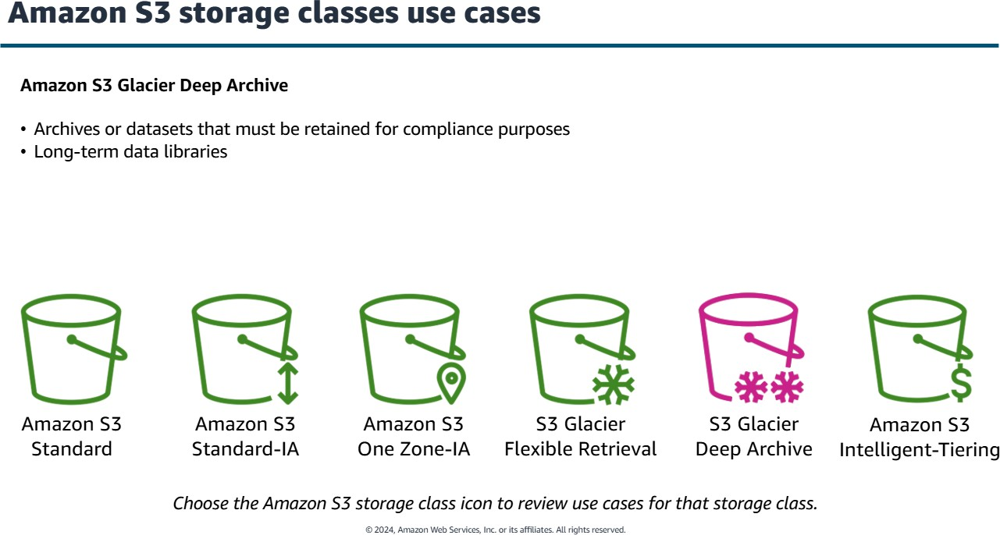 Amazon S3 storage classes use cases
Amazon S3 Glacier Deep Archive
• Archives or datasets that must be retained for compliance purposes
• Long-term data libraries
Amazon S3
Standard
Amazon S3
Standard-IA
Amazon S3
One Zone-IA
S3 Glacier
Flexible Retrieval
S3 Glacier
Deep Archive
Amazon S3
Intelligent-Tiering
Choose the Amazon S3 storage class icon to review use cases for that storage class.
© 2024, Amazon Web Services, Inc. or its affiliates. All rights reserved.